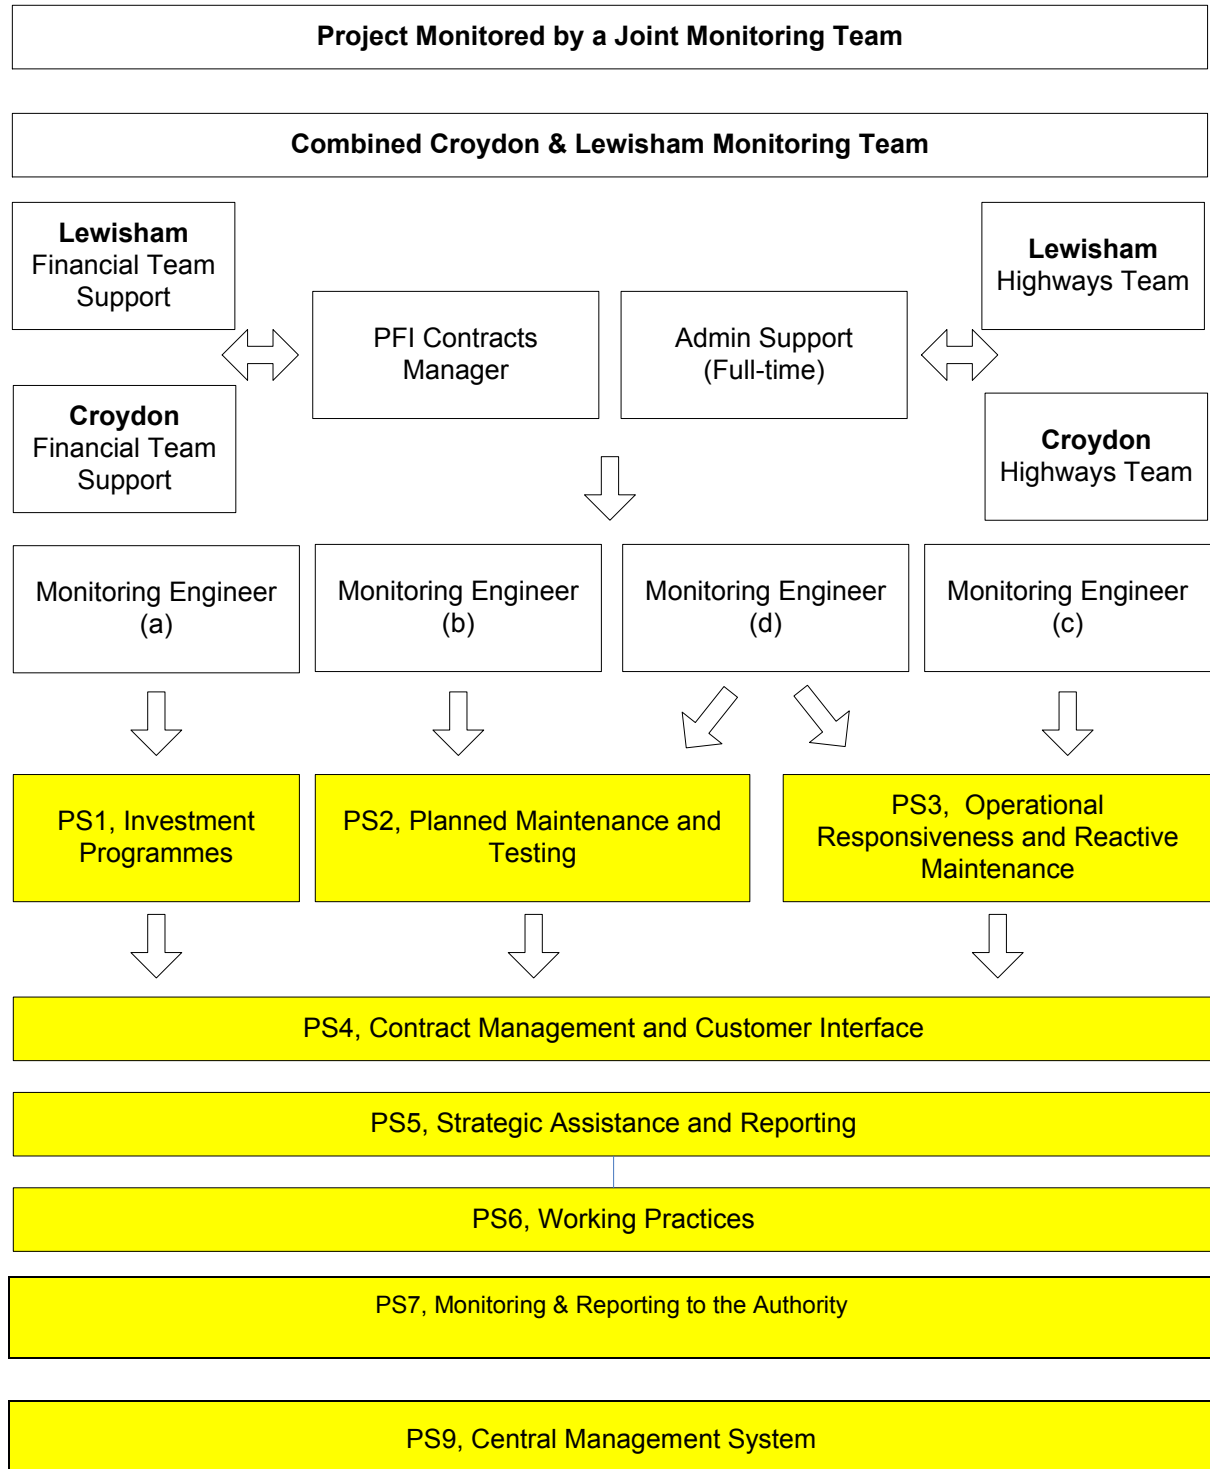 Project Monitored by a Joint Monitoring Team
Combined Croydon & Lewisham Monitoring Team
Lewisham
Financial Team
Support
Lewisham
Highways Team
PFI Contracts
Manager
Admin Support
(Full-time)
Croydon
Financial Team
Support
Croydon
Highways Team
Monitoring Engineer
(a)
Monitoring Engineer
(b)
Monitoring Engineer
(d)
Monitoring Engineer
(c)
PS1, Investment
Programmes
PS2, Planned Maintenance and
Testing
PS3,  Operational
Responsiveness and Reactive
Maintenance
PS4, Contract Management and Customer Interface
PS5, Strategic Assistance and Reporting
PS6, Working Practices
PS7, Monitoring & Reporting to the Authority
PS9, Central Management System